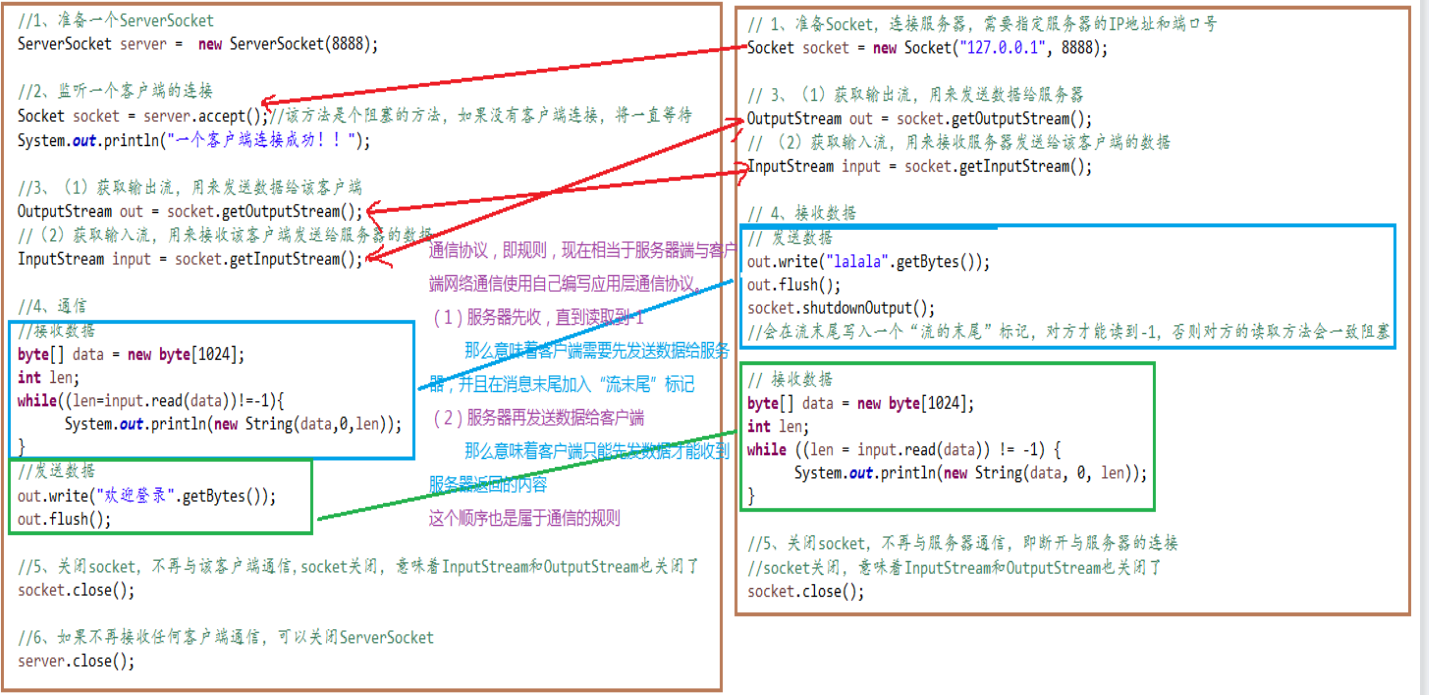 //1、准备一个ServerSocket
ServerSocket server =  new ServerSocket(8888);
//2、监听一个客户端的连接
Socket socket = server.accept();//该方法是个阻塞的方法，如果没有客户端连接，将一直等待
System.out.println("一个客户端连接成功！！");
//3、（1）获取输出流，用来发送数据给该客户端
OutputStream out = socket.getOutputStream();
//（2）获取输入流，用来接收该客户端发送给服务器的数据
InputStream input = socket.getInputStream();
//4、通信
//接收数据
byte[] data = new byte[1024];
int len;
while((len=input.read(data))!=-1){
System.out.println(new String(data,0,len));
}
//发送数据
out.write("欢迎登录".getBytes());
out.flush();
//5、关闭socket，不再与该客户端通信,socket关闭，意味着InputStream和OutputStream也关闭了
socket.close();
//6、如果不再接收任何客户端通信，可以关闭ServerSocket
server.close();
通信协议，即规则，现在相当于服务器端与客户
端网络通信使用自己编写应用层通信协议。
（1）服务器先收，直到读取到-1
那么意味着客户端需要先发送数据给服务
器，并且在消息末尾加入“流末尾”标记
（2）服务器再发送数据给客户端
那么意味着客户端只能先发数据才能收到
服务器返回的内容
这个顺序也是属于通信的规则
// 1、准备Socket，连接服务器，需要指定服务器的IP地址和端口号
Socket socket = new Socket("127.0.0.1", 8888);
// 3、（1）获取输出流，用来发送数据给服务器
OutputStream out = socket.getOutputStream();
// （2）获取输入流，用来接收服务器发送给该客户端的数据
InputStream input = socket.getInputStream();
// 4、接收数据
// 发送数据
out.write("lalala".getBytes());
out.flush();
socket.shutdownOutput();
//会在流末尾写入一个“流的末尾”标记，对方才能读到-1，否则对方的读取方法会一致阻塞
// 接收数据
byte[] data = new byte[1024];
int len;
while ((len = input.read(data)) != -1) {
System.out.println(new String(data, 0, len));
}
//5、关闭socket，不再与服务器通信，即断开与服务器的连接
//socket关闭，意味着InputStream和OutputStream也关闭了
socket.close();